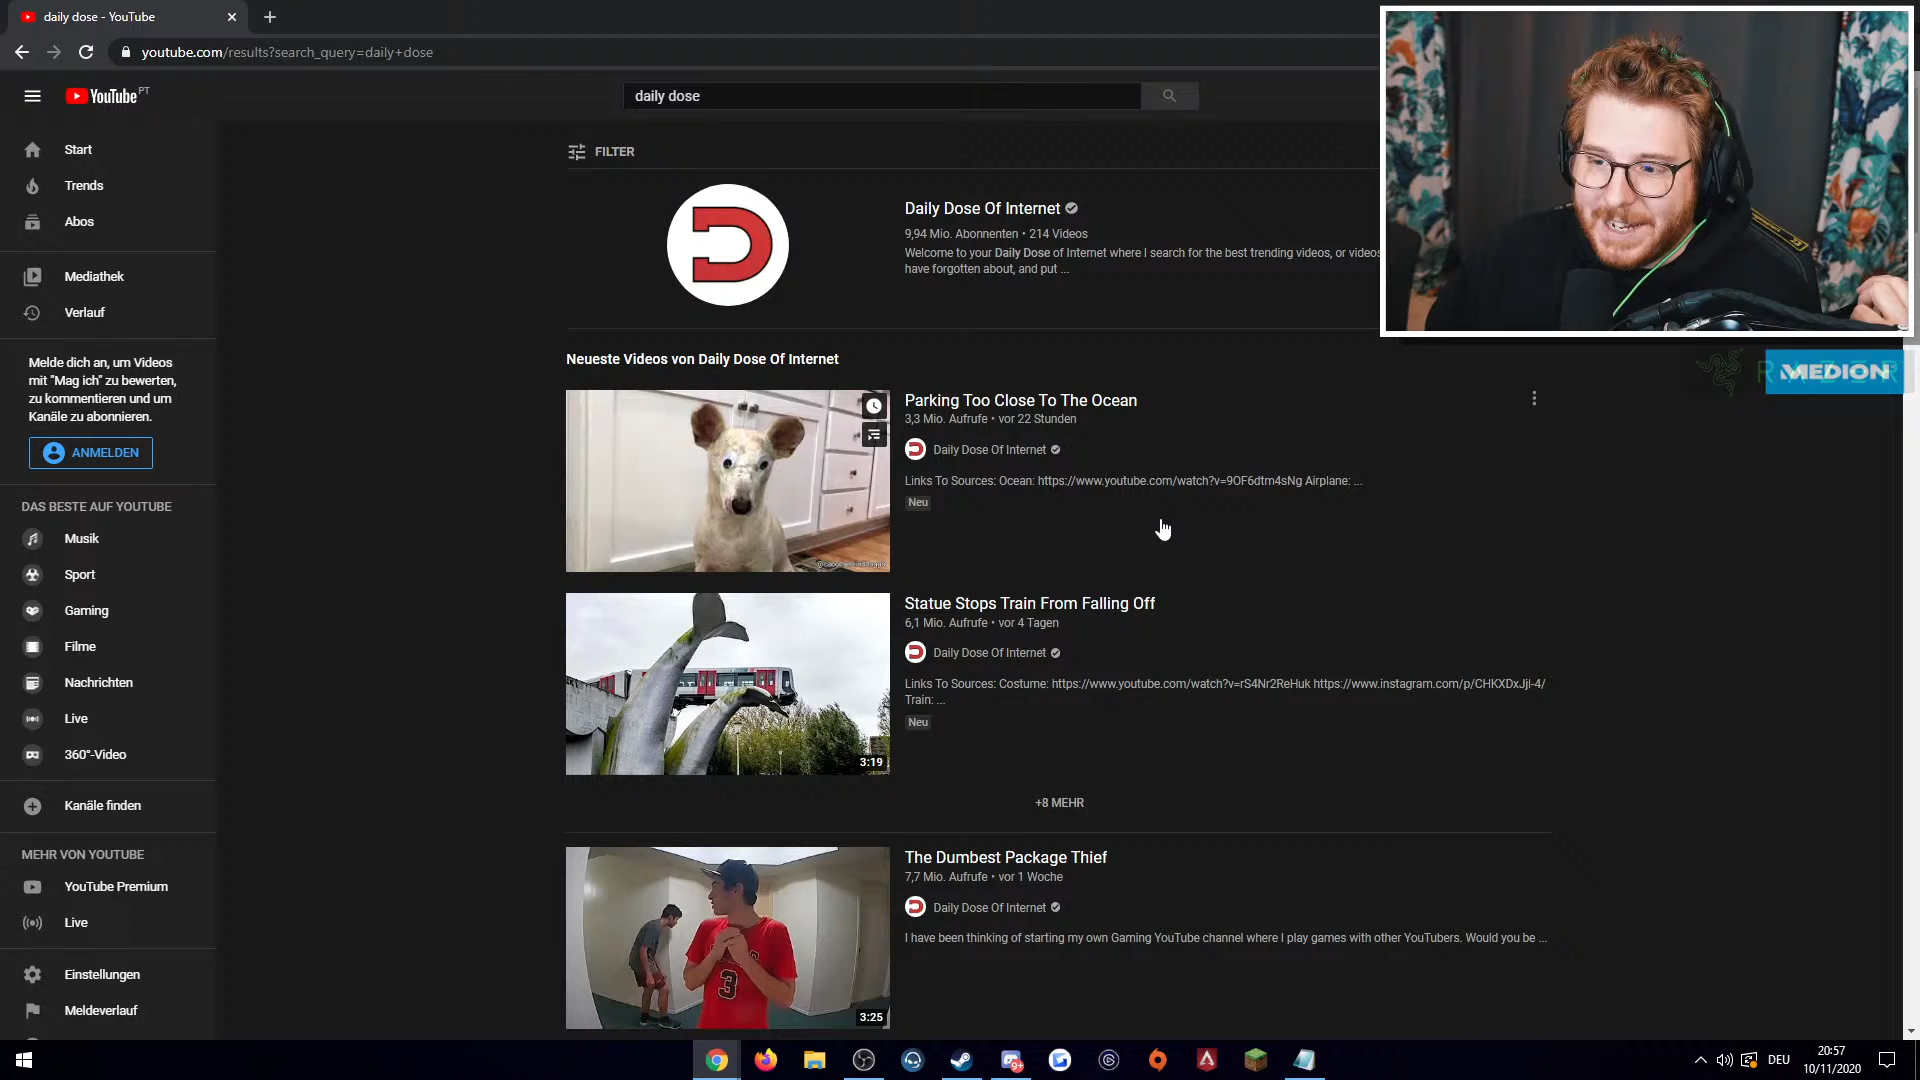 daily dose - YouTube
youtube.com/results?search_query=daily+dose
YouTube PT
daily dose
Start
Trends
Abos
Mediathek
Verlauf
Melde dich an, um Videos
mit "Mag ich" zu bewerten,
zu kommentieren und um
Kanäle zu abonnieren.
ANMELDEN
DAS BESTE AUF YOUTUBE
Musik
Sport
Gaming
Filme
Nachrichten
Live
360°-Video
Kanäle finden
MEHR VON YOUTUBE
YouTube Premium
Live
Einstellungen
Meldeverlauf
FILTER
Daily Dose Of Internet
9,94 Mio. Abonnenten • 214 Videos
Welcome to your Daily Dose of Internet where I search for the best trending videos, or videos
have forgotten about, and put ...
Neueste Videos von Daily Dose Of Internet
Parking Too Close To The Ocean
3,3 Mio. Aufrufe • vor 22 Stunden
Daily Dose Of Internet
Links To Sources: Ocean: https://www.youtube.com/watch?v=9OF6dtm4sNg Airplane: ...
Neu
Statue Stops Train From Falling Off
6,1 Mio. Aufrufe • vor 4 Tagen
Daily Dose Of Internet
Links To Sources: Costume: https://www.youtube.com/watch?v=rS4Nr2ReHuk https://www.instagram.com/p/CHKXDxJjl-4/
Train: ...
Neu
3:19
+8 MEHR
The Dumbest Package Thief
7,7 Mio. Aufrufe • vor 1 Woche
Daily Dose Of Internet
I have been thinking of starting my own Gaming YouTube channel where I play games with other YouTubers. Would you be ...
3
3:25
MEDION
9+
DEU
20:57
10/11/2020